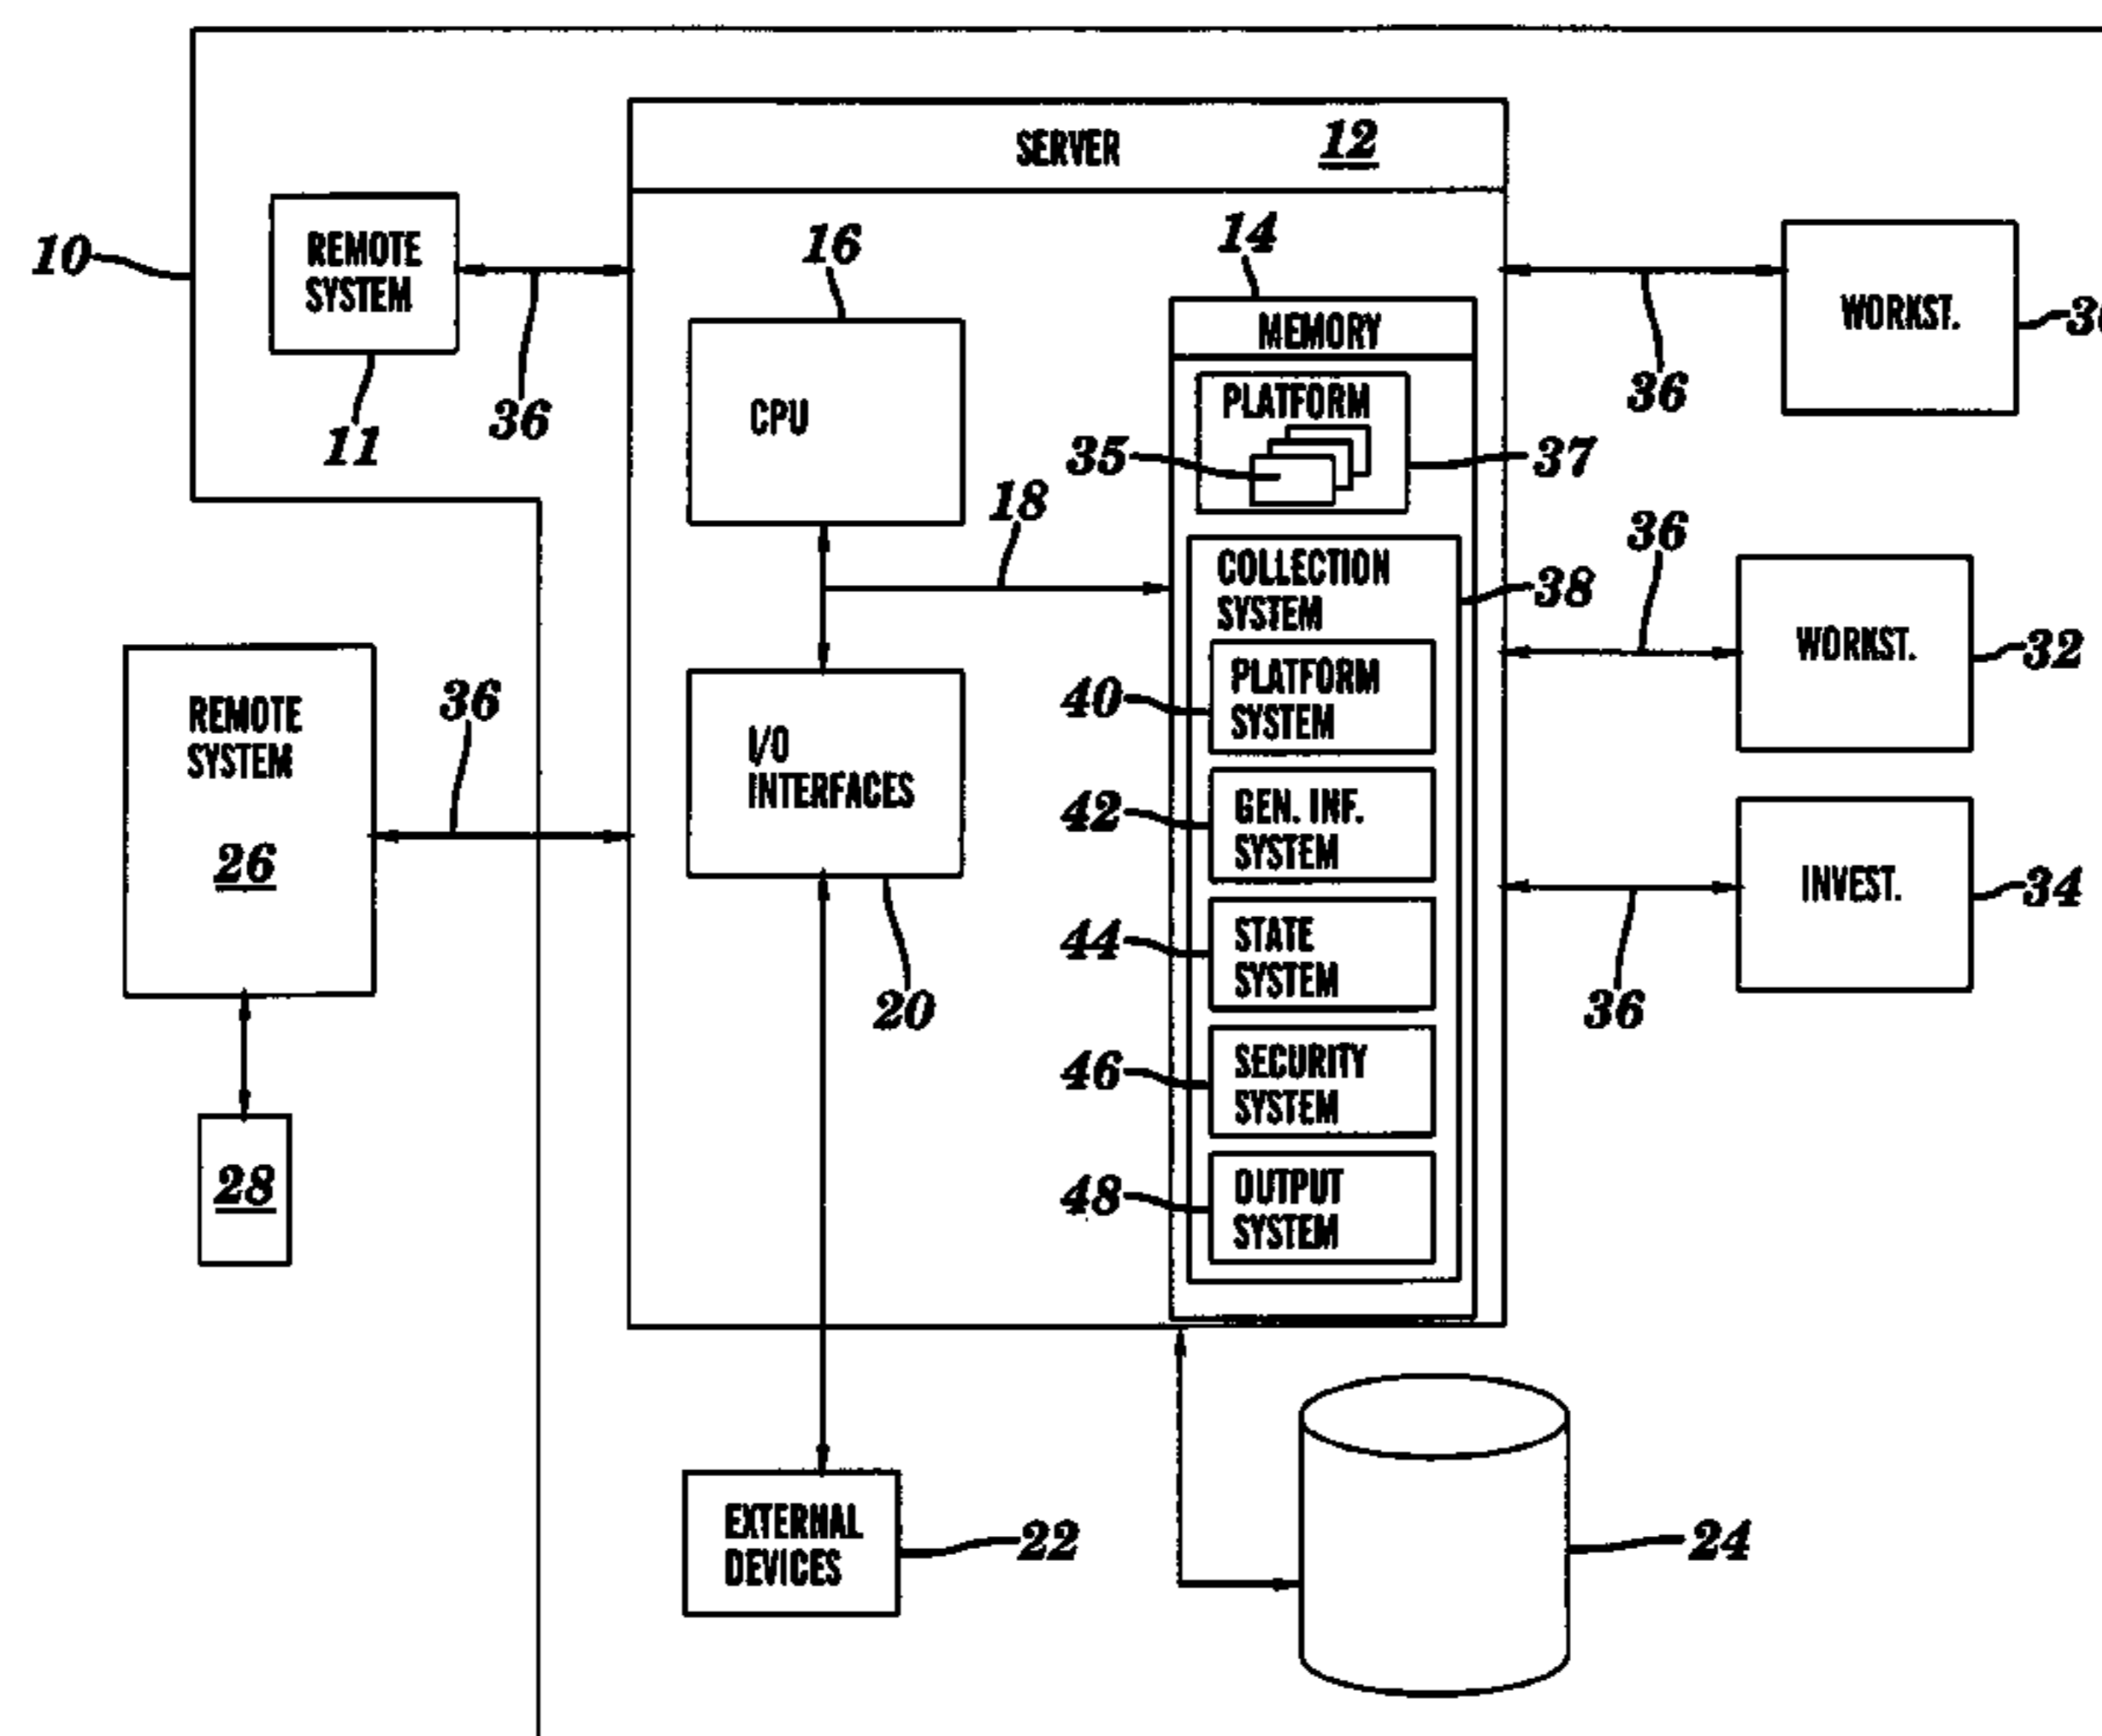 SERVER 12
10
REMOTE
SYSTEM
11
36
16
CPU
18
14
MEMORY
PLATFORM
35
37
COLLECTION
SYSTEM
38
40
PLATFORM
SYSTEM
42
GEN. INF.
SYSTEM
44
STATE
SYSTEM
46
SECURITY
SYSTEM
48
OUTPUT
SYSTEM
I/O
INTERFACES
20
REMOTE
SYSTEM
26
36
28
EXTERNAL
DEVICES
22
24
36
WORKST.
36
WORKST.
32
36
INVEST.
34